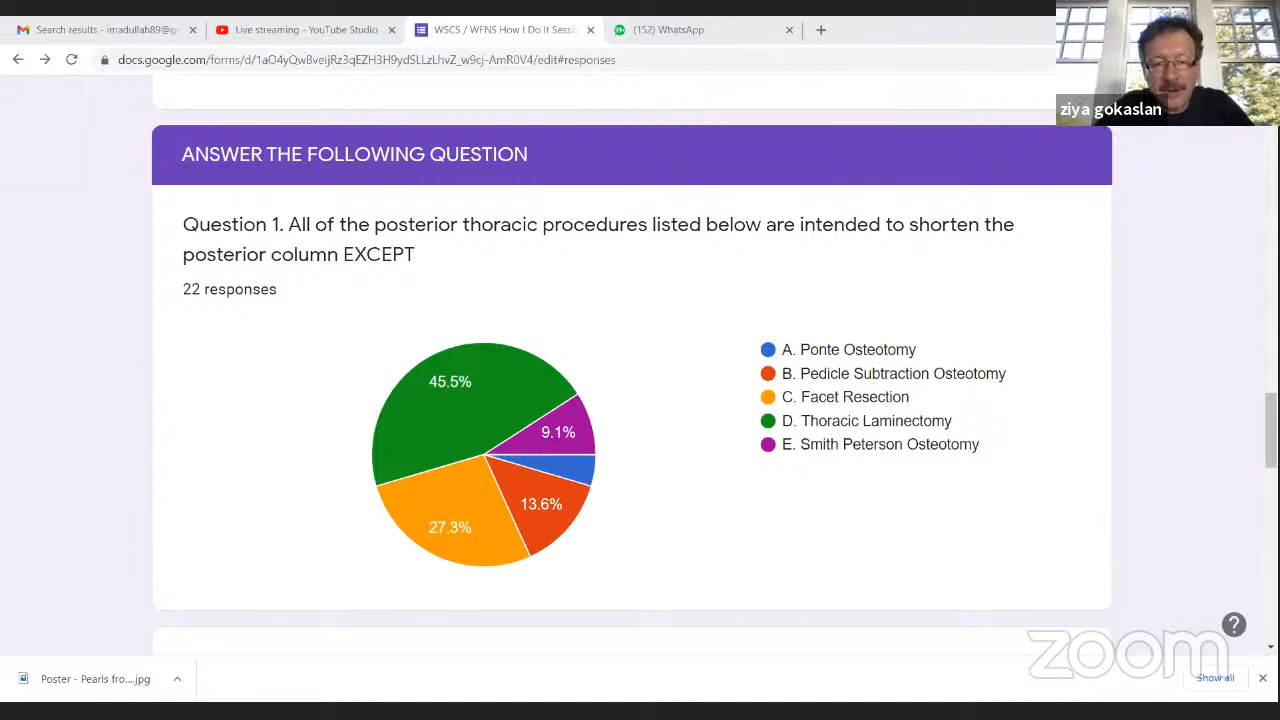 Search results - imadullah89@g
Live streaming - YouTube Studio
WSCS / WFNS How I Do It Sessi
(152) WhatsApp
docs.google.com/forms/d/1aO4yQwBveijRz3qEZH3H9ydSLLzLhvZ_w9cj-AmR0X4/edit#responses
ziya gokaslan
ANSWER THE FOLLOWING QUESTION
Question 1. All of the posterior thoracic procedures listed below are intended to shorten the
posterior column EXCEPT
22 responses
45.5%
9.1%
13.6%
27.3%
A. Ponte Osteotomy
B. Pedicle Subtraction Osteotomy
C. Facet Resection
D. Thoracic Laminectomy
E. Smith Peterson Osteotomy
zoom
Poster - Pearls fro....jpg
Show all